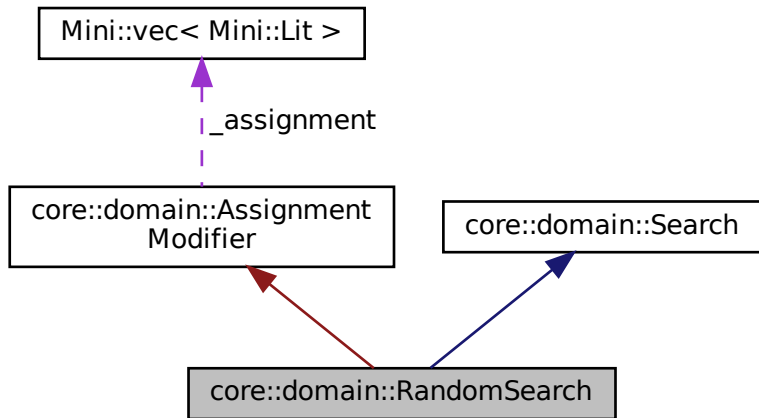 Mini::vec< Mini::Lit >
_assignment
core::domain::Assignment
Modifier
core::domain::Search
core::domain::RandomSearch